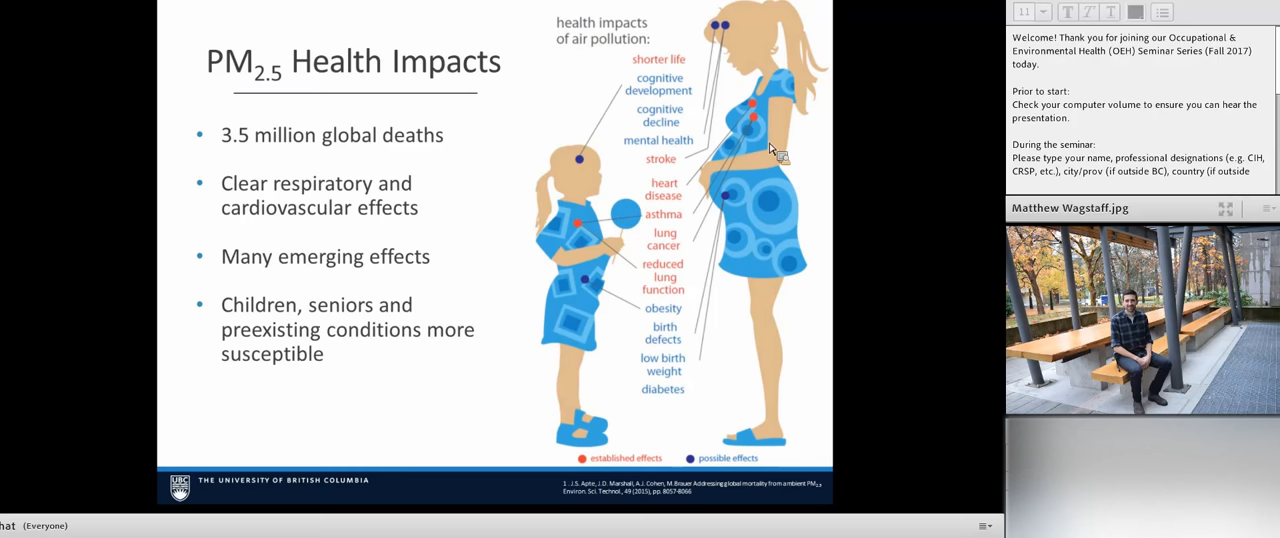 PM2.5 Health Impacts
• 3.5 million global deaths
• Clear respiratory and
cardiovascular effects
• Many emerging effects
• Children, seniors and
preexisting conditions more
susceptible
health impacts
of air pollution:
shorter life
cognitive
development
cognitive
decline
mental health
stroke
heart
disease
asthma
lung
cancer
reduced
lung
function
obesity
birth
defects
low birth
weight
diabetes
established effects
possible effects
UBC
THE UNIVERSITY OF BRITISH COLUMBIA
1 . J.S. Apte, J.D. Marshall, A.J. Cohen, M.Brauer Addressing global mortality from ambient PM2.5
Environ. Sci. Technol., 49 (2015), pp. 8057-8066
hat (Everyone)
11
T T T
Welcome! Thank you for joining our Occupational &
Environmental Health (OEH) Seminar Series (Fall 2017)
today.
Prior to start:
Check your computer volume to ensure you can hear the
presentation.
During the seminar:
Please type your name, professional designations (e.g. CIH,
CRSP, etc.), city/prov (if outside BC), country (if outside
Matthew Wagstaff.jpg